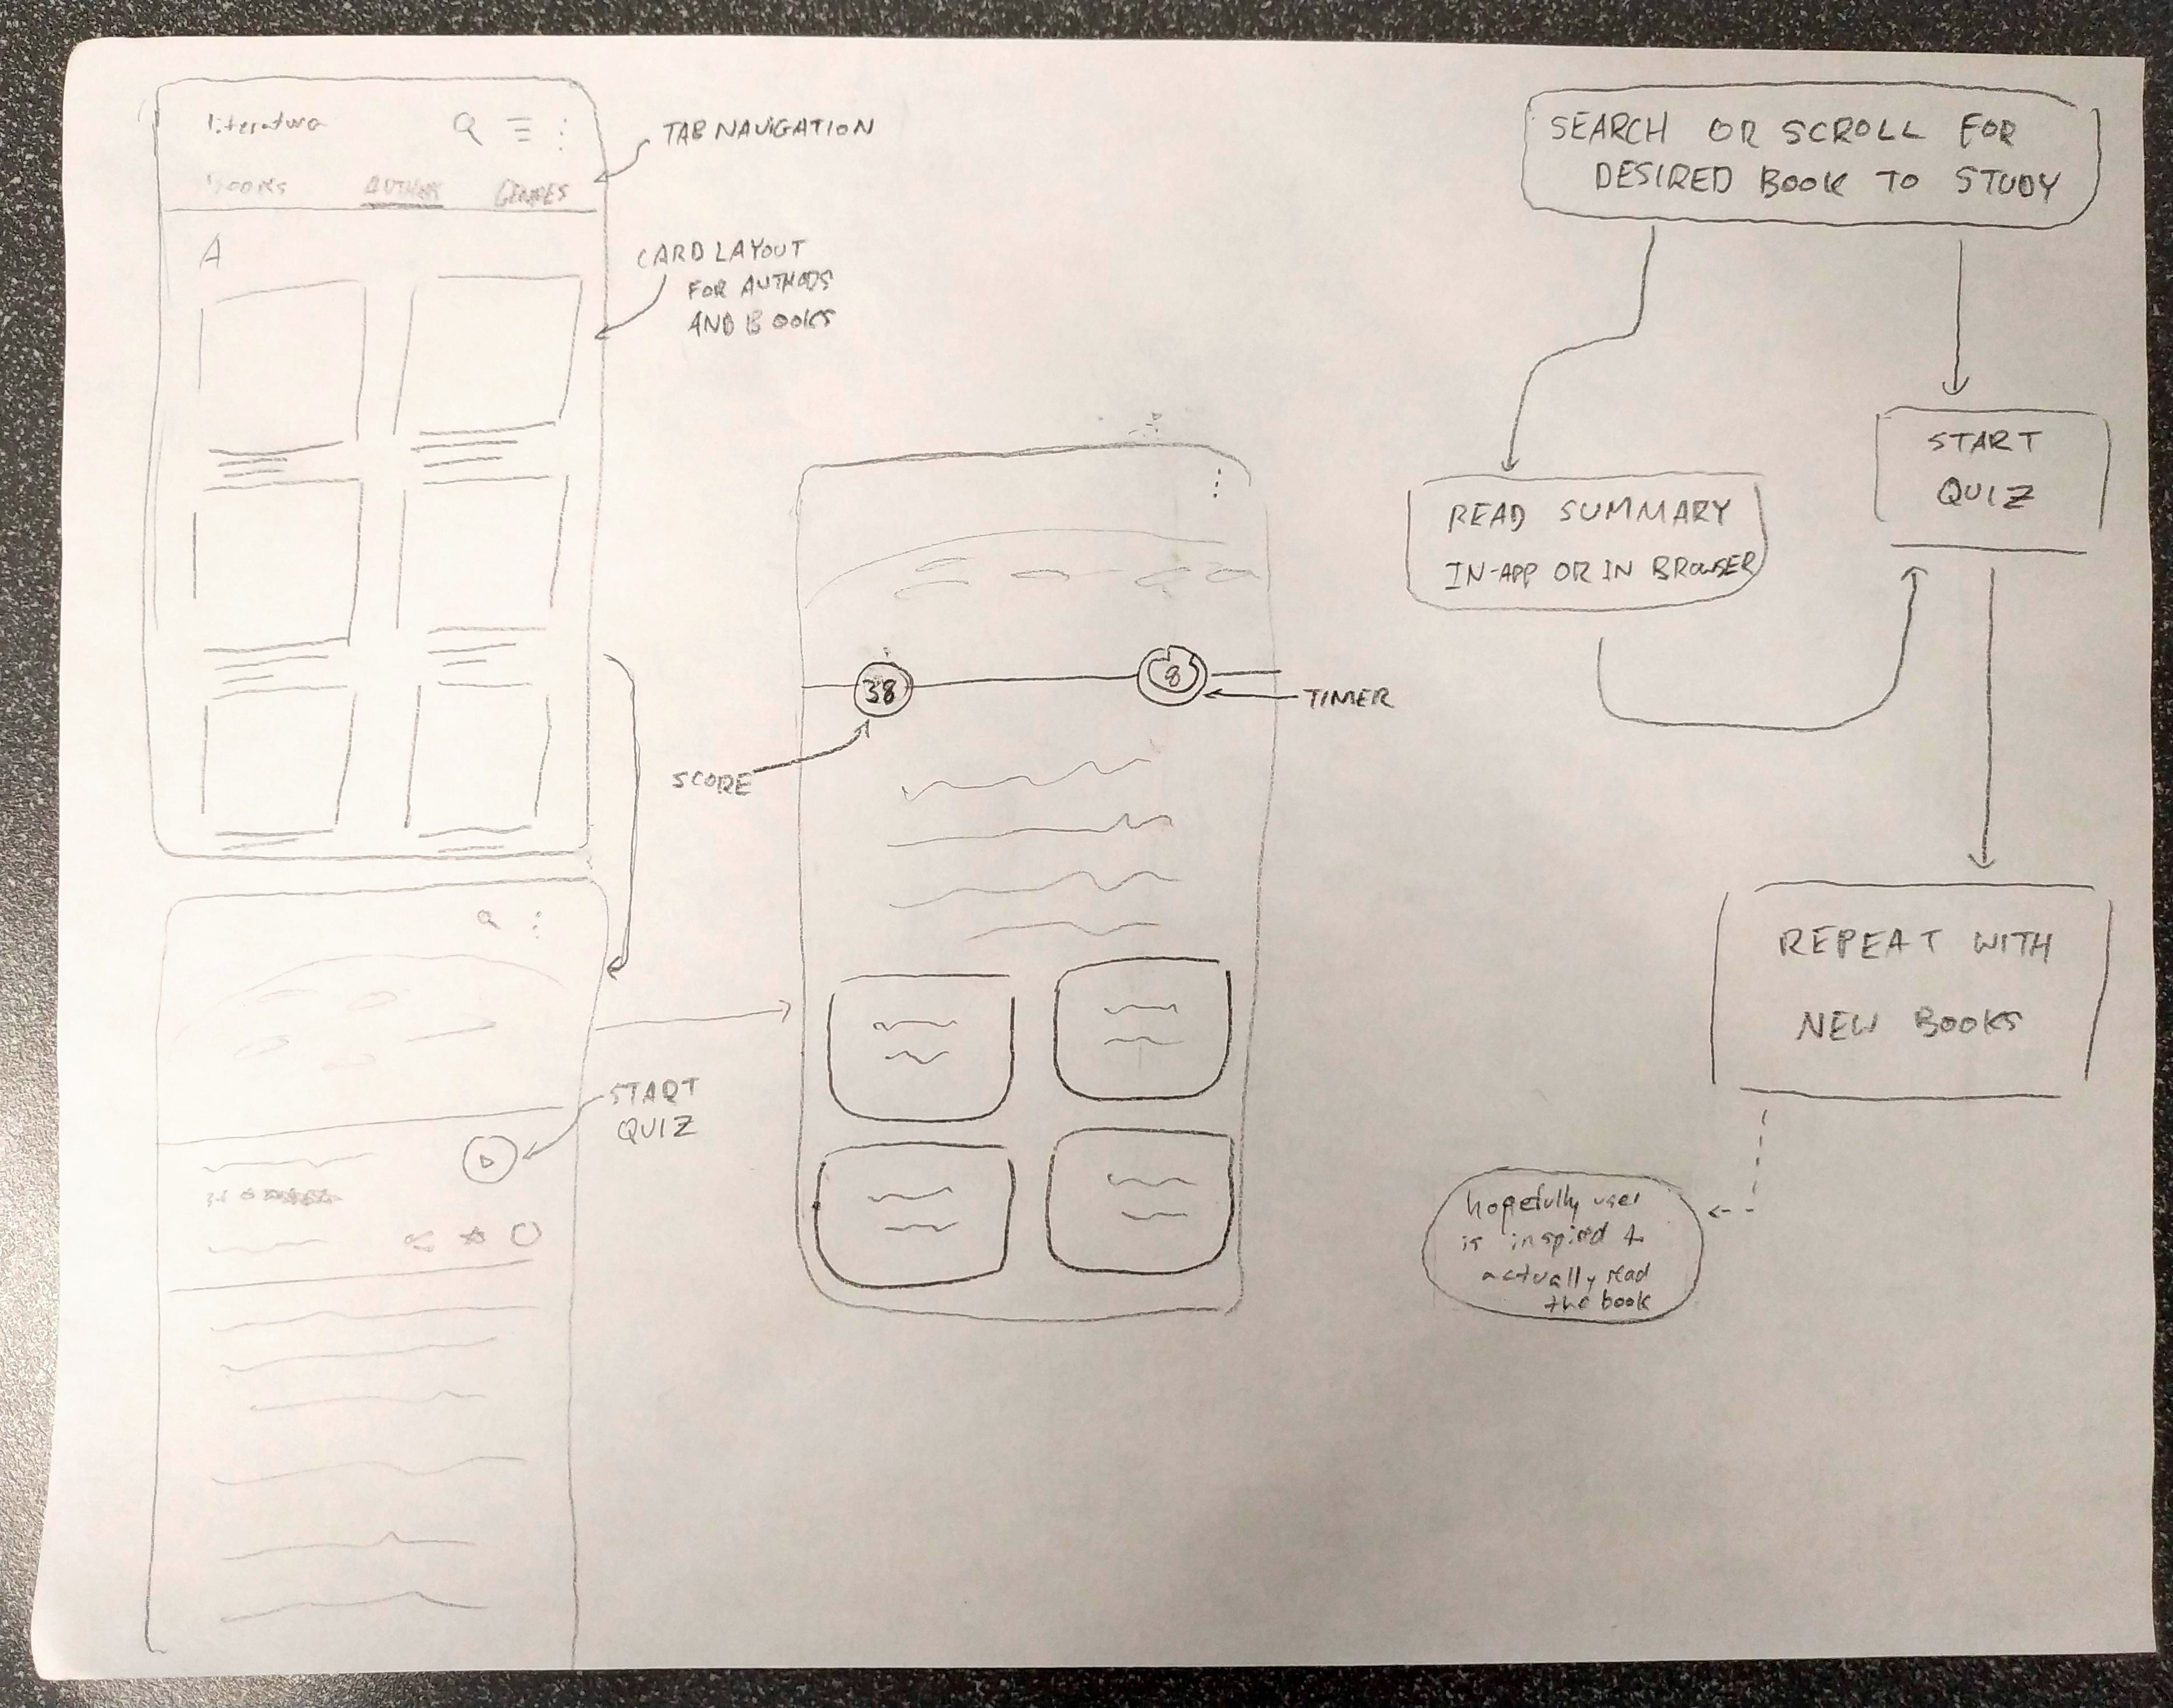 literatura
BOOKS AUTHORS GENRES
A
TAB NAVIGATION
CARD LAYOUT
FOR AUTHORS
AND BOOKS
START
QUIZ
38
8
SCORE
TIMER
SEARCH OR SCROLL FOR
DESIRED BOOK TO STUDY
READ SUMMARY
IN-APP OR IN BROWSER
START
QUIZ
REPEAT WITH
NEW BOOKS
hopefully user
is inspired to
actually read
the book